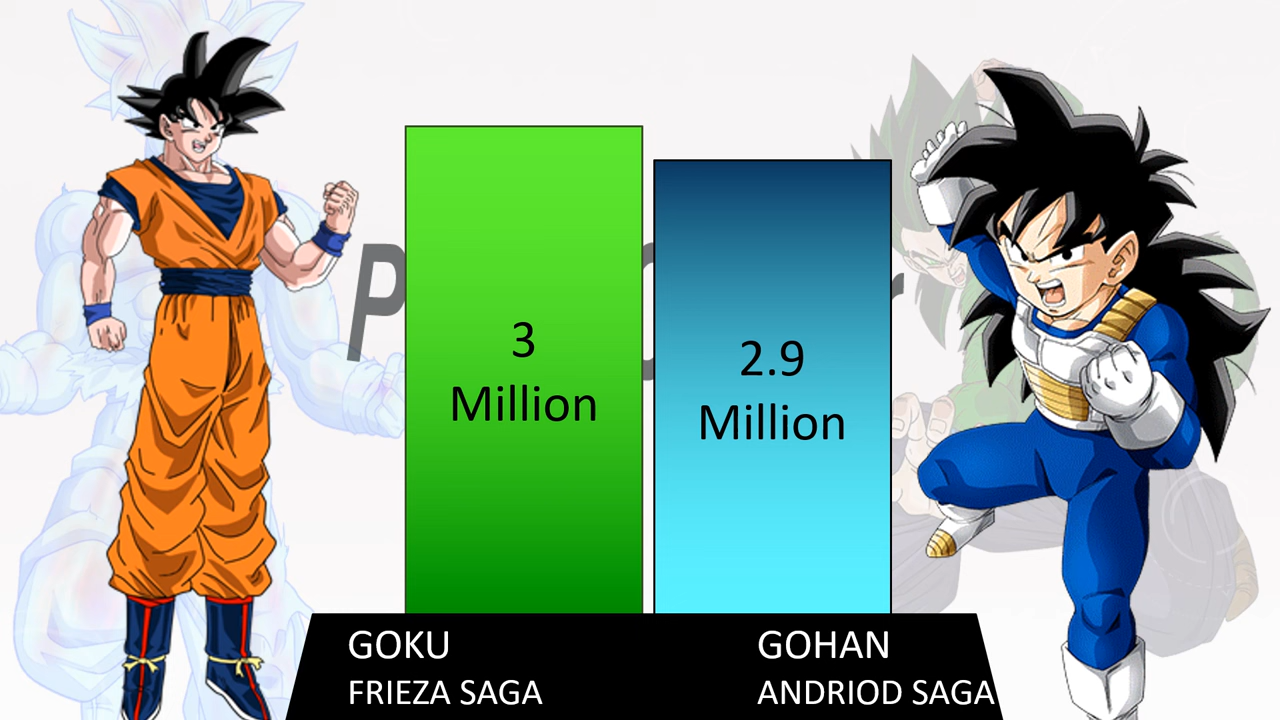 3
Million
2.9
Million
GOKU
FRIEZA SAGA
GOHAN
ANDRIOD SAGA